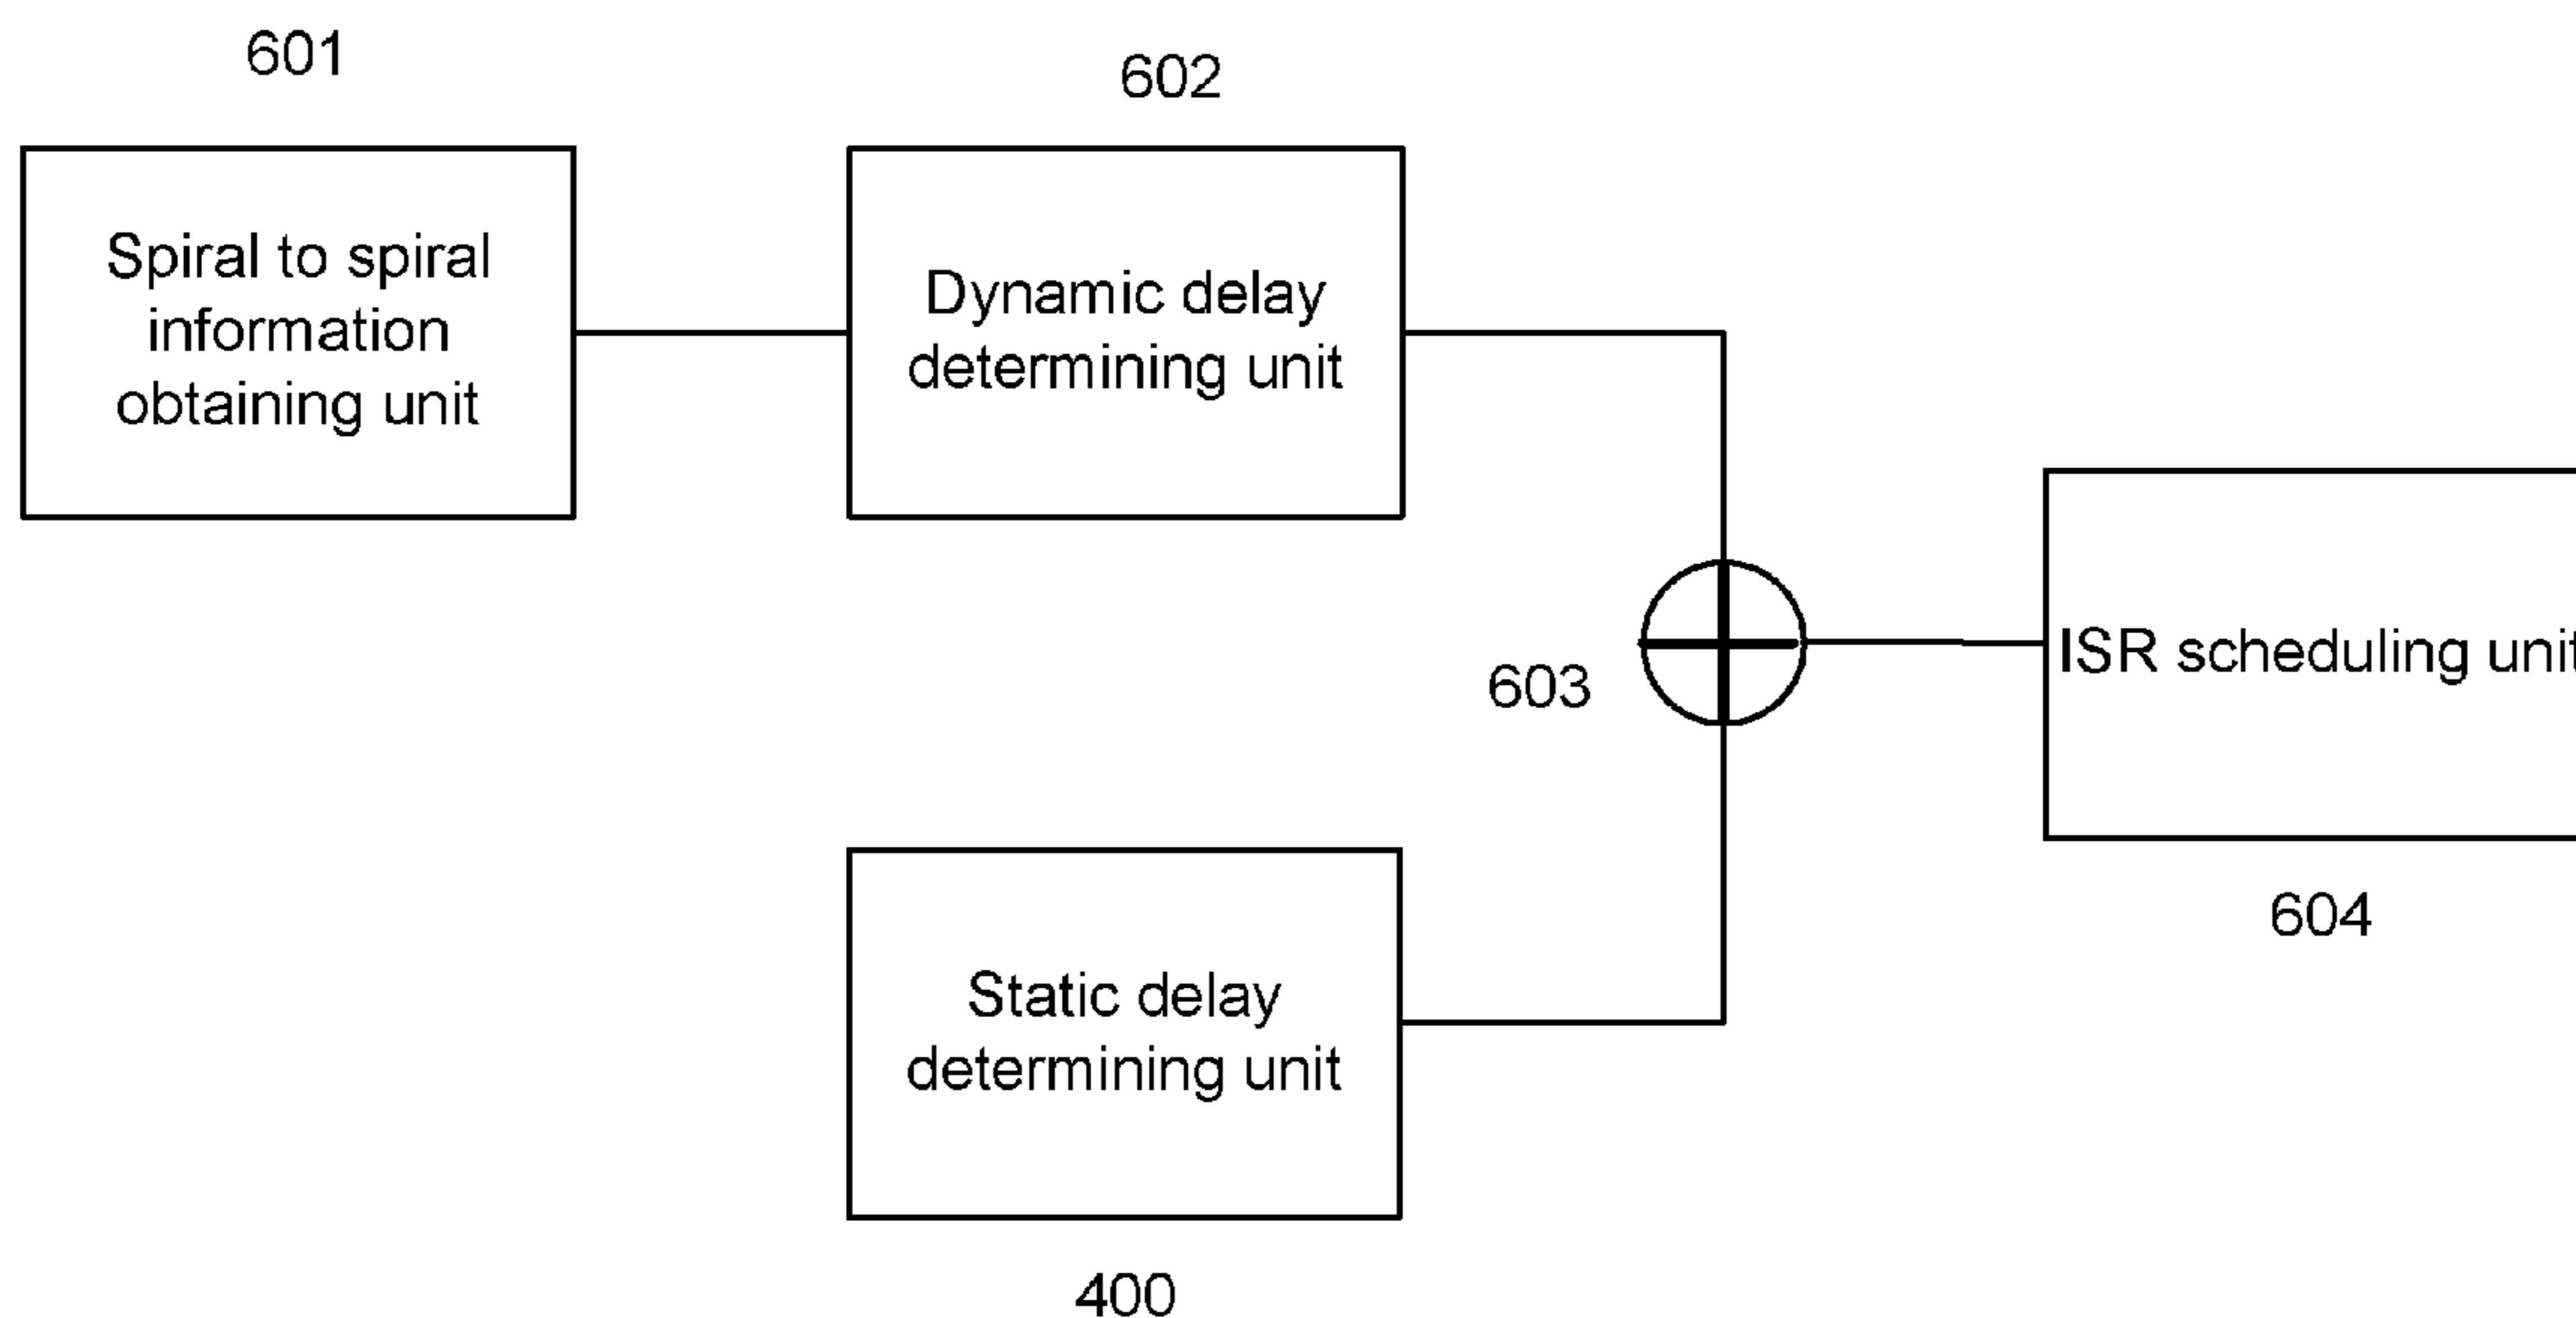 601
602
Spiral to spiral
information
obtaining unit
Dynamic delay
determining unit
603
ISR scheduling unit
604
Static delay
determining unit
400